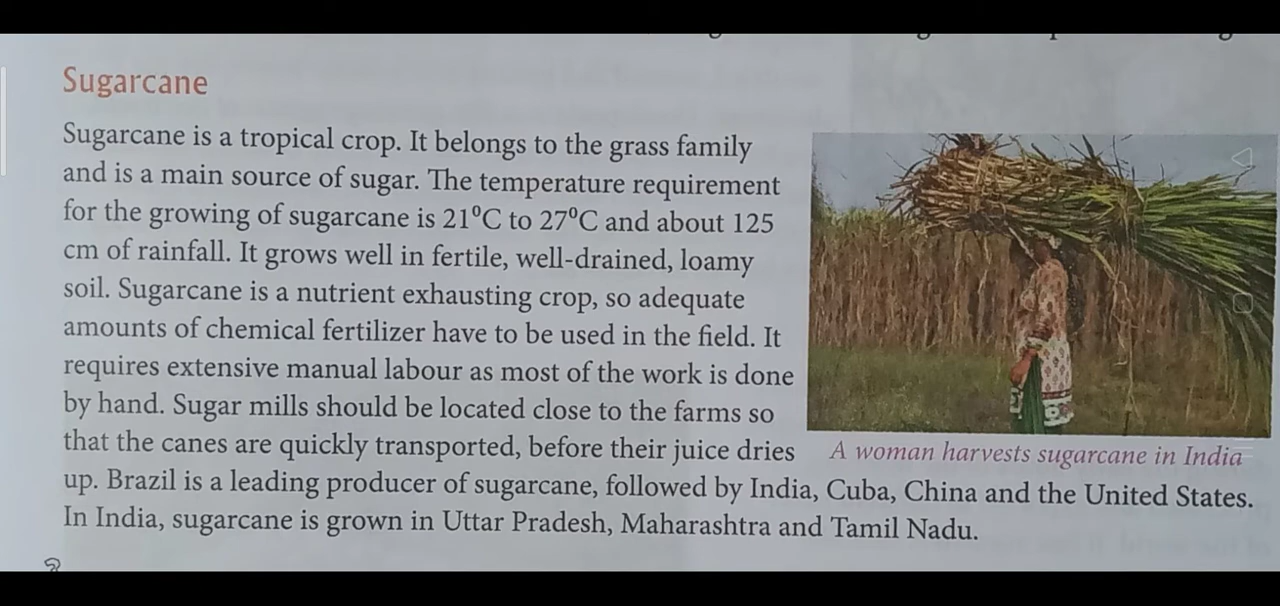 Sugarcane
Sugarcane is a tropical crop. It belongs to the grass family
and is a main source of sugar. The temperature requirement
for the growing of sugarcane is 21⁰C to 27⁰C and about 125
cm of rainfall. It grows well in fertile, well-drained, loamy
soil. Sugarcane is a nutrient exhausting crop, so adequate
amounts of chemical fertilizer have to be used in the field. It
requires extensive manual labour as most of the work is done
by hand. Sugar mills should be located close to the farms so
that the canes are quickly transported, before their juice dries
A woman harvests sugarcane in India
up. Brazil is a leading producer of sugarcane, followed by India, Cuba, China and the United States.
In India, sugarcane is grown in Uttar Pradesh, Maharashtra and Tamil Nadu.